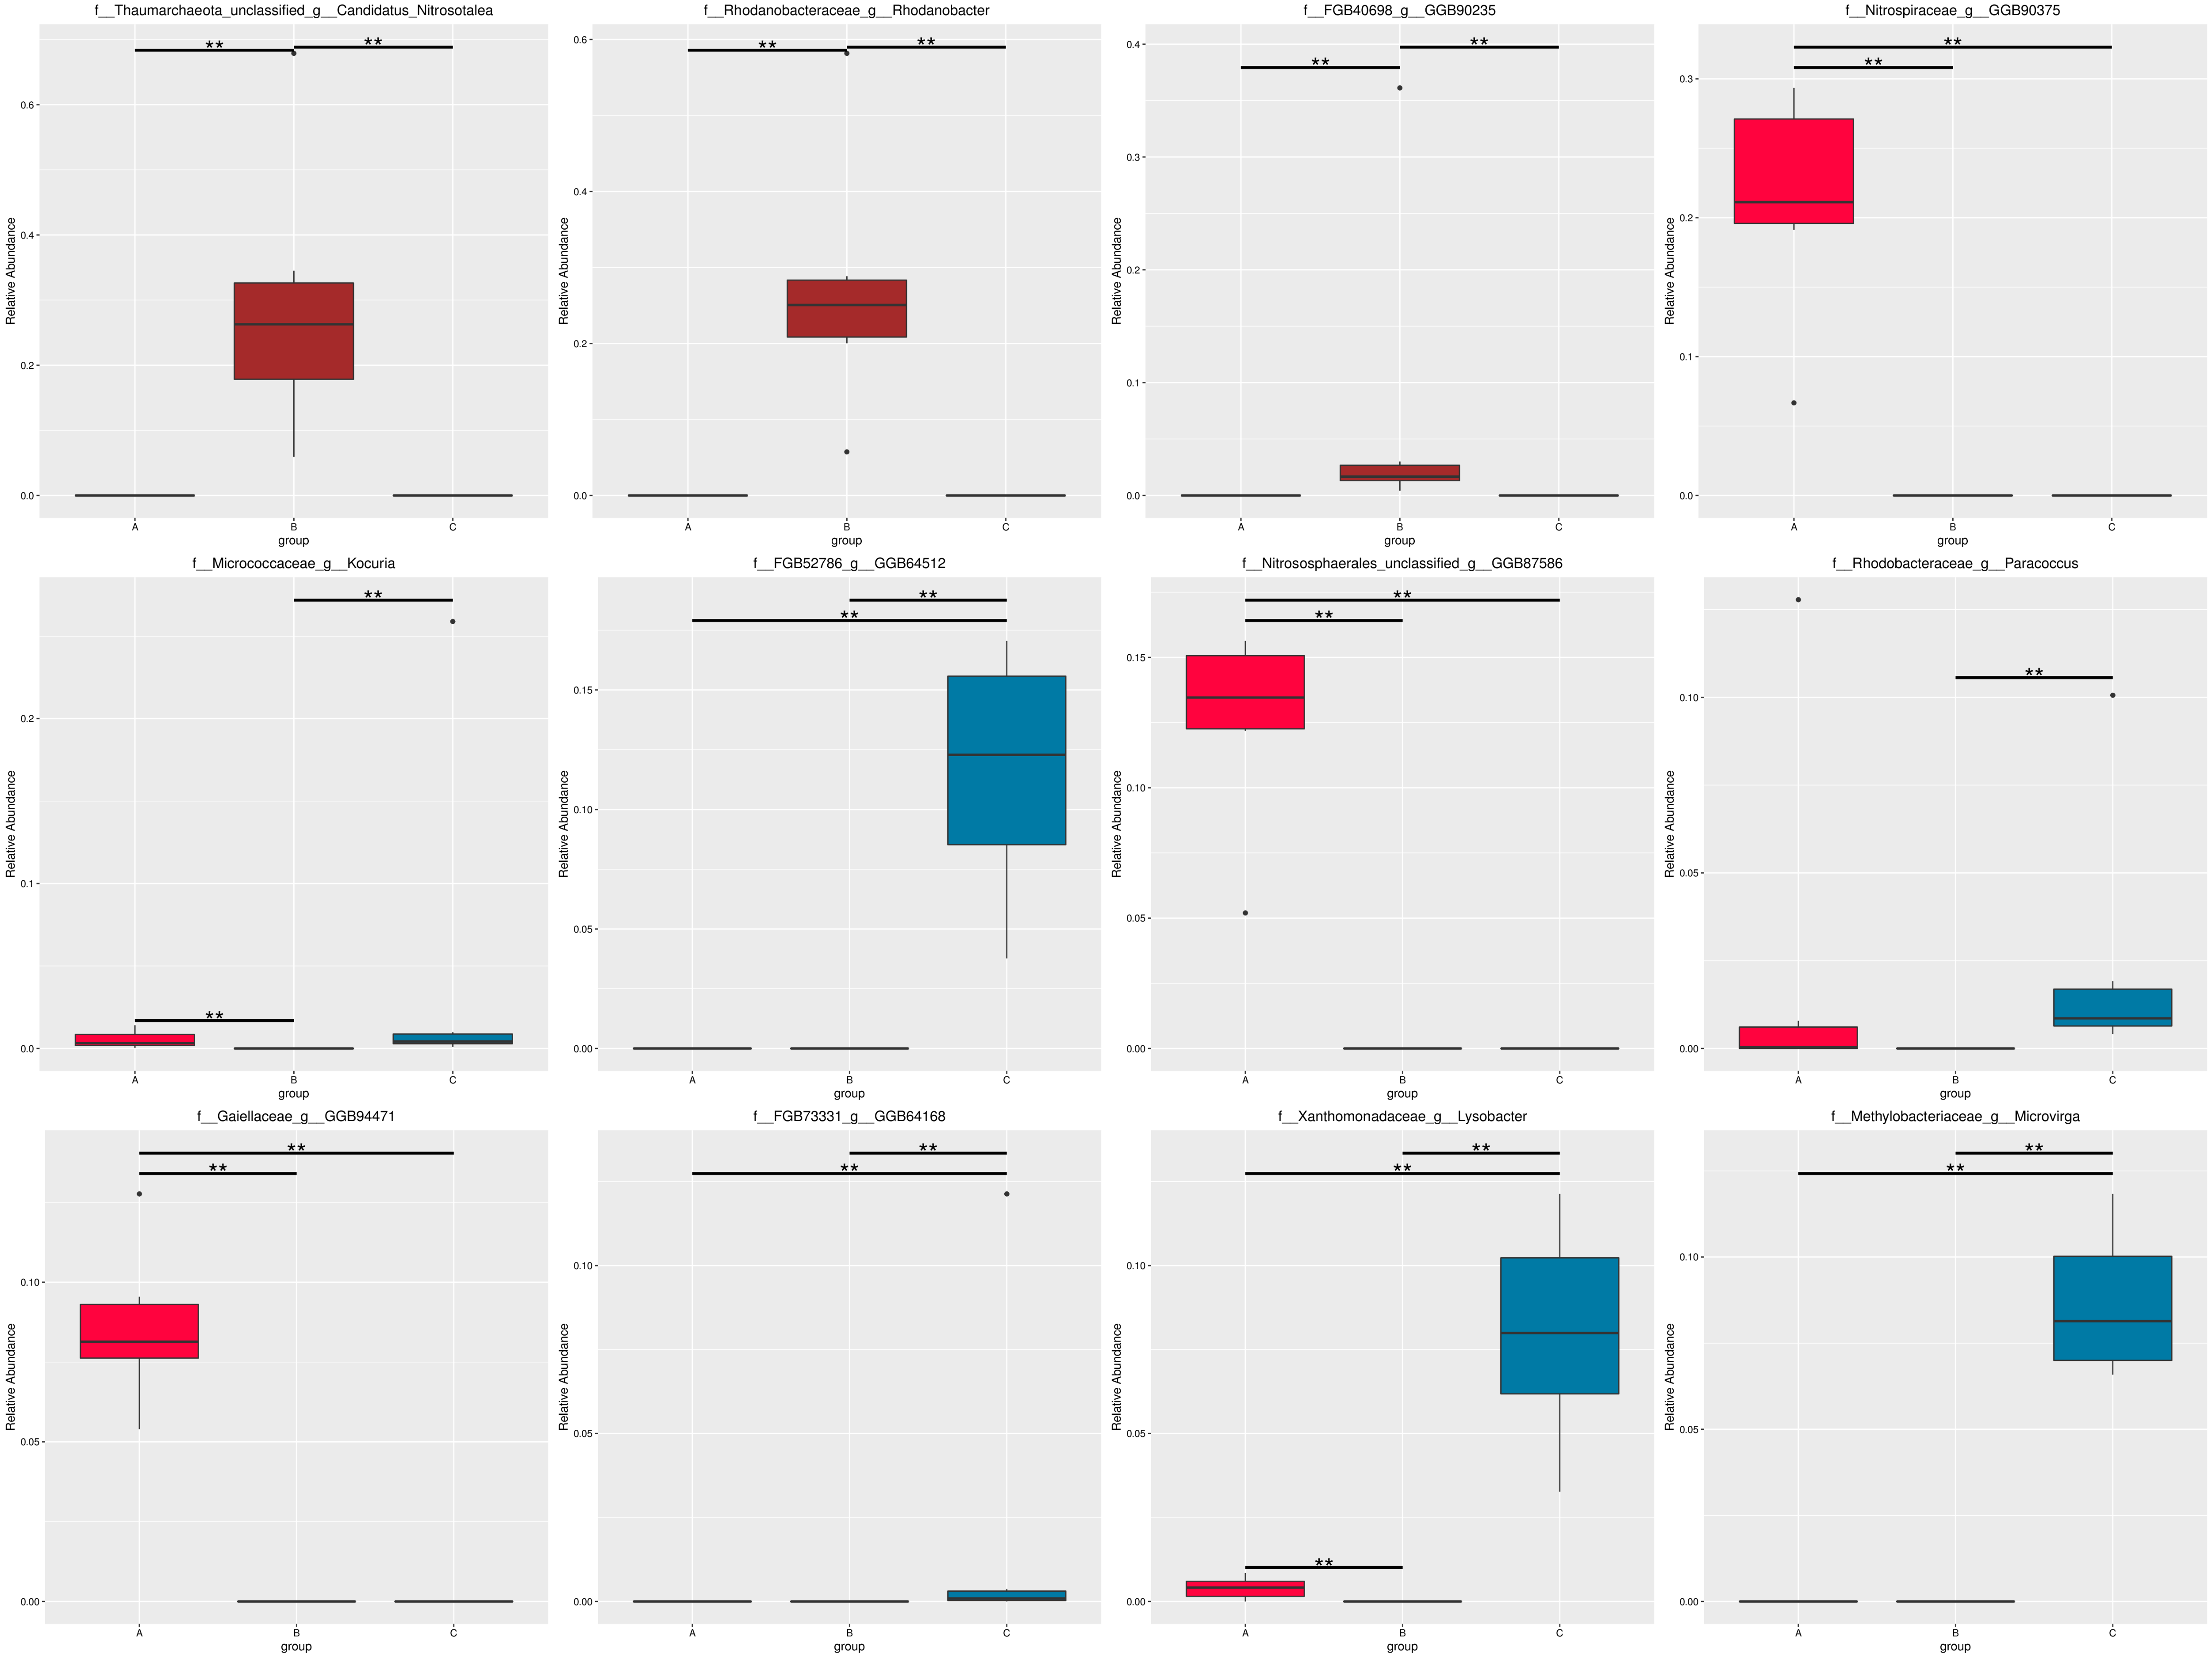 f__Thaumarchaeota_unclassified_g__Candidatus_Nitrosotalea
** **
Relative Abundance
0.6
0.4
0.2
0.0
A B C
group
f__Rhodanobacteraceae_g__Rhodanobacter
** **
Relative Abundance
0.6
0.4
0.2
0.0
A B C
group
f__FGB40698_g__GGB90235
**
**
Relative Abundance
0.4
0.3
0.2
0.1
0.0
A B C
group
f__Nitrospiraceae_g__GGB90375
**
**
Relative Abundance
0.3
0.2
0.1
0.0
A B C
group
f__Micrococcaceae_g__Kocuria
**
**
Relative Abundance
0.2
0.1
0.0
A B C
group
f__FGB52786_g__GGB64512
**
**
Relative Abundance
0.15
0.10
0.05
0.00
A B C
group
f__Nitrososphaerales_unclassified_g__GGB87586
**
**
Relative Abundance
0.15
0.10
0.05
0.00
A B C
group
f__Rhodobacteraceae_g__Paracoccus
**
Relative Abundance
0.10
0.05
0.00
A B C
group
f__Gaiellaceae_g__GGB94471
**
**
Relative Abundance
0.10
0.05
0.00
A B C
group
f__FGB73331_g__GGB64168
**
**
Relative Abundance
0.10
0.05
0.00
A B C
group
f__Xanthomonadaceae_g__Lysobacter
**
**
**
Relative Abundance
0.10
0.05
0.00
A B C
group
f__Methylobacteriaceae_g__Microvirga
**
**
Relative Abundance
0.10
0.05
0.00
A B C
group